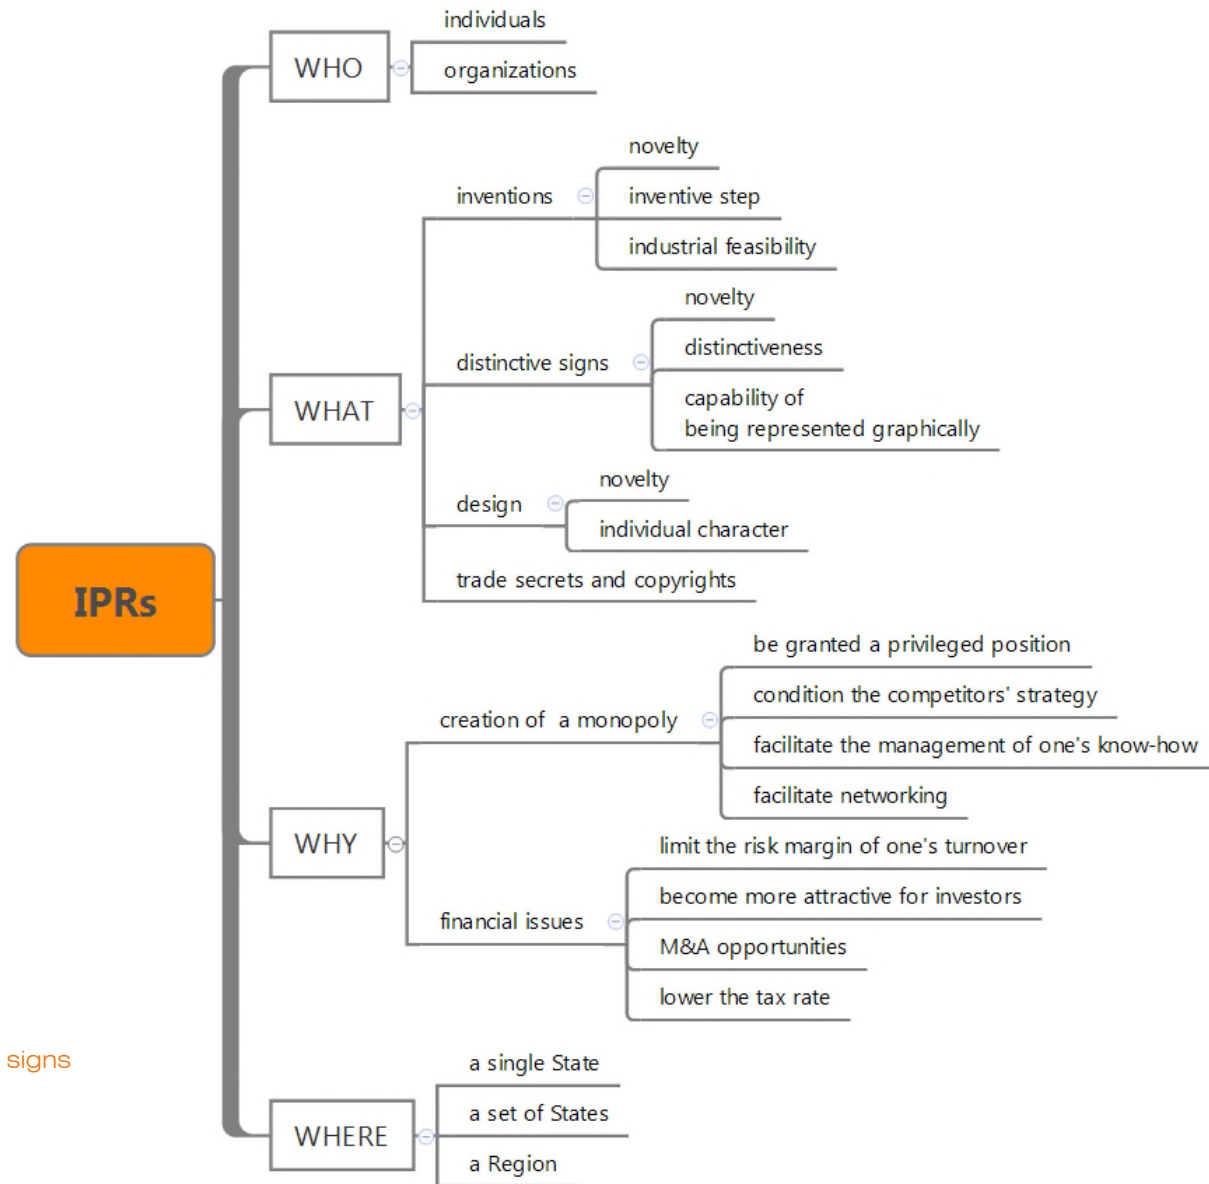 individuals
WHO
organizations
novelty
inventions
inventive step
industrial feasibility
novelty
distinctive signs
distinctiveness
capability of
being represented graphically
WHAT
novelty
design
individual character
trade secrets and copyrights
IPRs
be granted a privileged position
creation of a monopoly
condition the competitors' strategy
facilitate the management of one's know-how
facilitate networking
WHY
limit the risk margin of one's turnover
financial issues
become more attractive for investors
M&A opportunities
lower the tax rate
signs
a single State
WHERE
a set of States
a Region